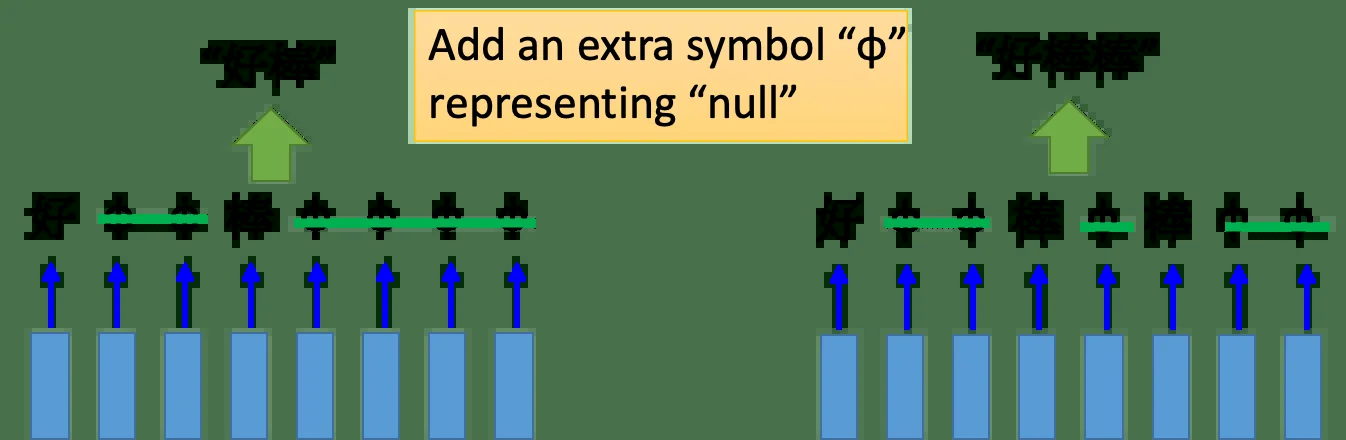 "好棒"
Add an extra symbol "φ"
representing "null"
"好棒棒"
好 φ φ 棒 φ φ φ φ
好 φ φ 棒 φ 棒 φ φ